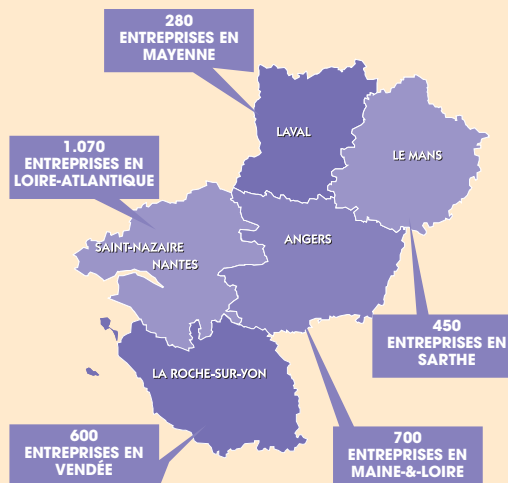 280
ENTREPRISES EN
MAYENNE
LAVAL
LE MANS
1.070
ENTREPRISES EN
LOIRE-ATLANTIQUE
ANGERS
SAINT-NAZAIRE
NANTES
450
ENTREPRISES EN
SARTHE
LA ROCHE-SUR-YON
600
ENTREPRISES EN
VENDÉE
700
ENTREPRISES EN
MAINE-&-LOIRE